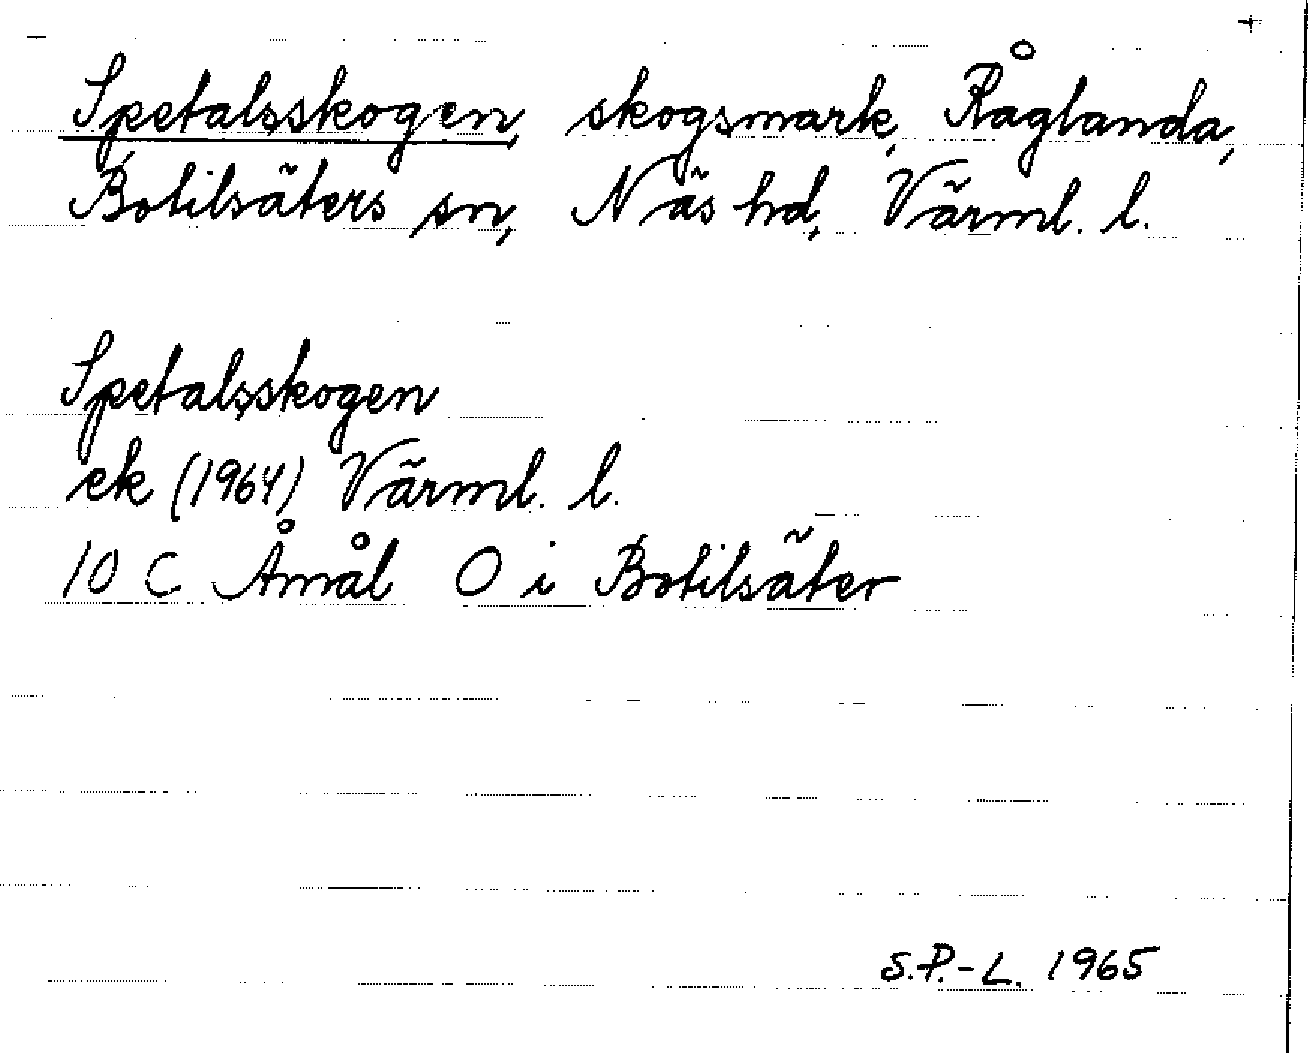 Spetalsskogen, skogsmark, Råglanda,
Botilsäters sn, Näs hd, Värml. l.
Spetalsskogen
ek (1964) Värml. l.
10 C Åmål O i Botilsäter
S.P.-L. 1965